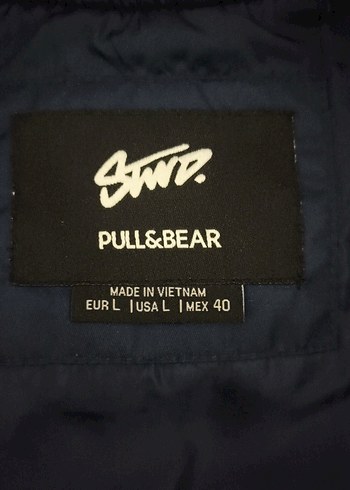 STWD.
PULL&BEAR
MADE IN VIETNAM
EUR L | USA L | MEX 40